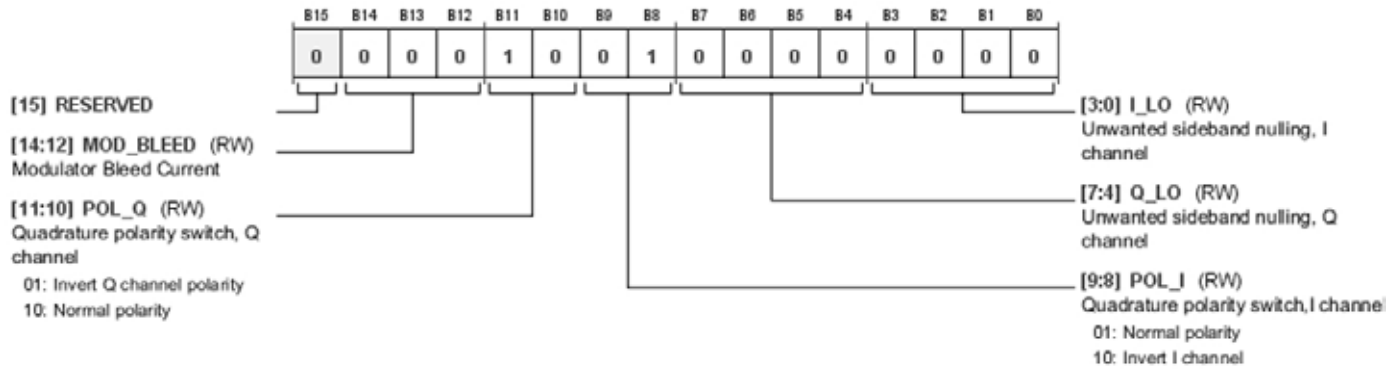 B15 B14 B13 B12 B11 B10 B9 B8 B7 B6 B5 B4 B3 B2 B1 B0
0 0 0 0 1 0 0 1 0 0 0 0 0 0 0 0
[15] RESERVED
[14:12] MOD_BLEED (RW)
Modulator Bleed Current
[11:10] POL_Q (RW)
Quadrature polarity switch, Q
channel
01: Invert Q channel polarity
10: Normal polarity
[3:0] I_LO (RW)
Unwanted sideband nulling, I
channel
[7:4] Q_LO (RW)
Unwanted sideband nulling, Q
channel
[9:8] POL_I (RW)
Quadrature polarity switch,I channel
01: Normal polarity
10: Invert I channel